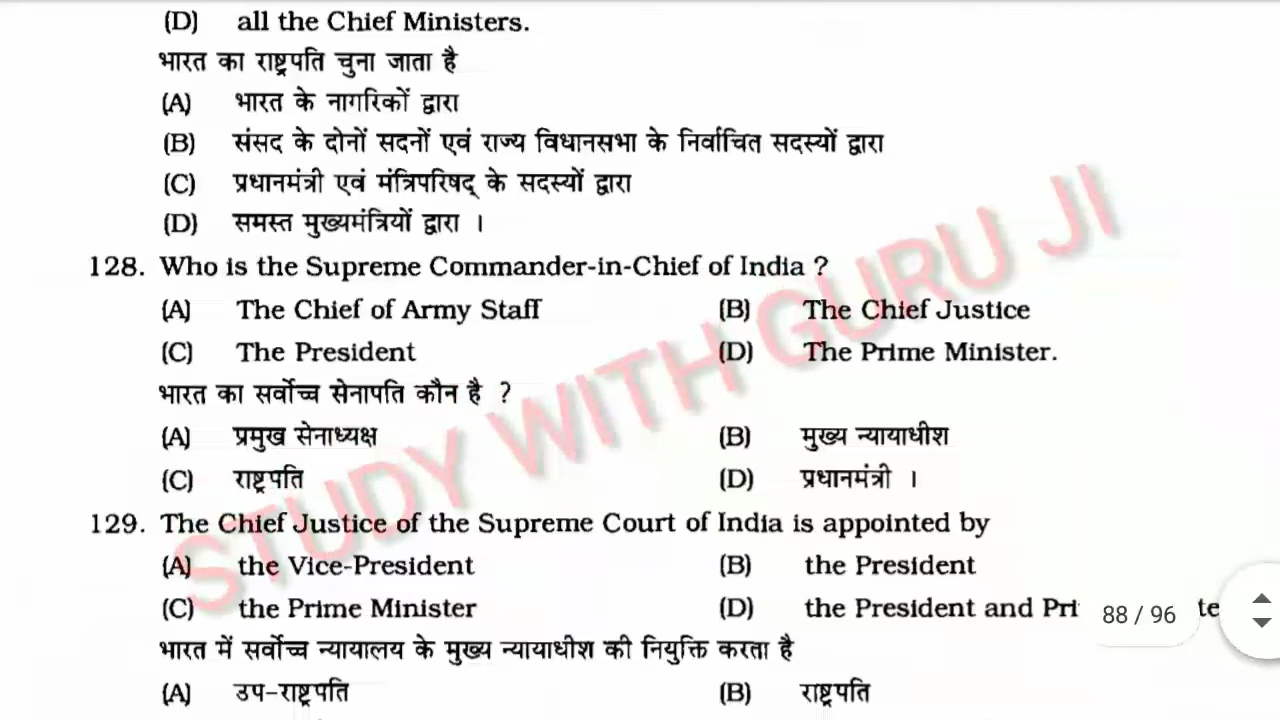 (D) all the Chief Ministers.
भारत का राष्ट्रपति चुना जाता है
(A) भारत के नागरिकों द्वारा
(B) संसद के दोनों सदनों एवं राज्य विधानसभा के निर्वाचित सदस्यों द्वारा
(C) प्रधानमंत्री एवं मंत्रिपरिषद् के सदस्यों द्वारा
(D) समस्त मुख्यमंत्रियों द्वारा ।
128. Who is the Supreme Commander-in-Chief of India ?
(A) The Chief of Army Staff (B) The Chief Justice
(C) The President (D) The Prime Minister.
भारत का सर्वोच्च सेनापति कौन है ?
(A) प्रमुख सेनाध्यक्ष (B) मुख्य न्यायाधीश
(C) राष्ट्रपति (D) प्रधानमंत्री ।
129. The Chief Justice of the Supreme Court of India is appointed by
(A) the Vice-President (B) the President
(C) the Prime Minister (D) the President and Pri te
88 / 96
भारत में सर्वोच्च न्यायालय के मुख्य न्यायाधीश की नियुक्ति करता है
(A) उप-राष्ट्रपति (B) राष्ट्रपति
STUDY WITH GURU JI